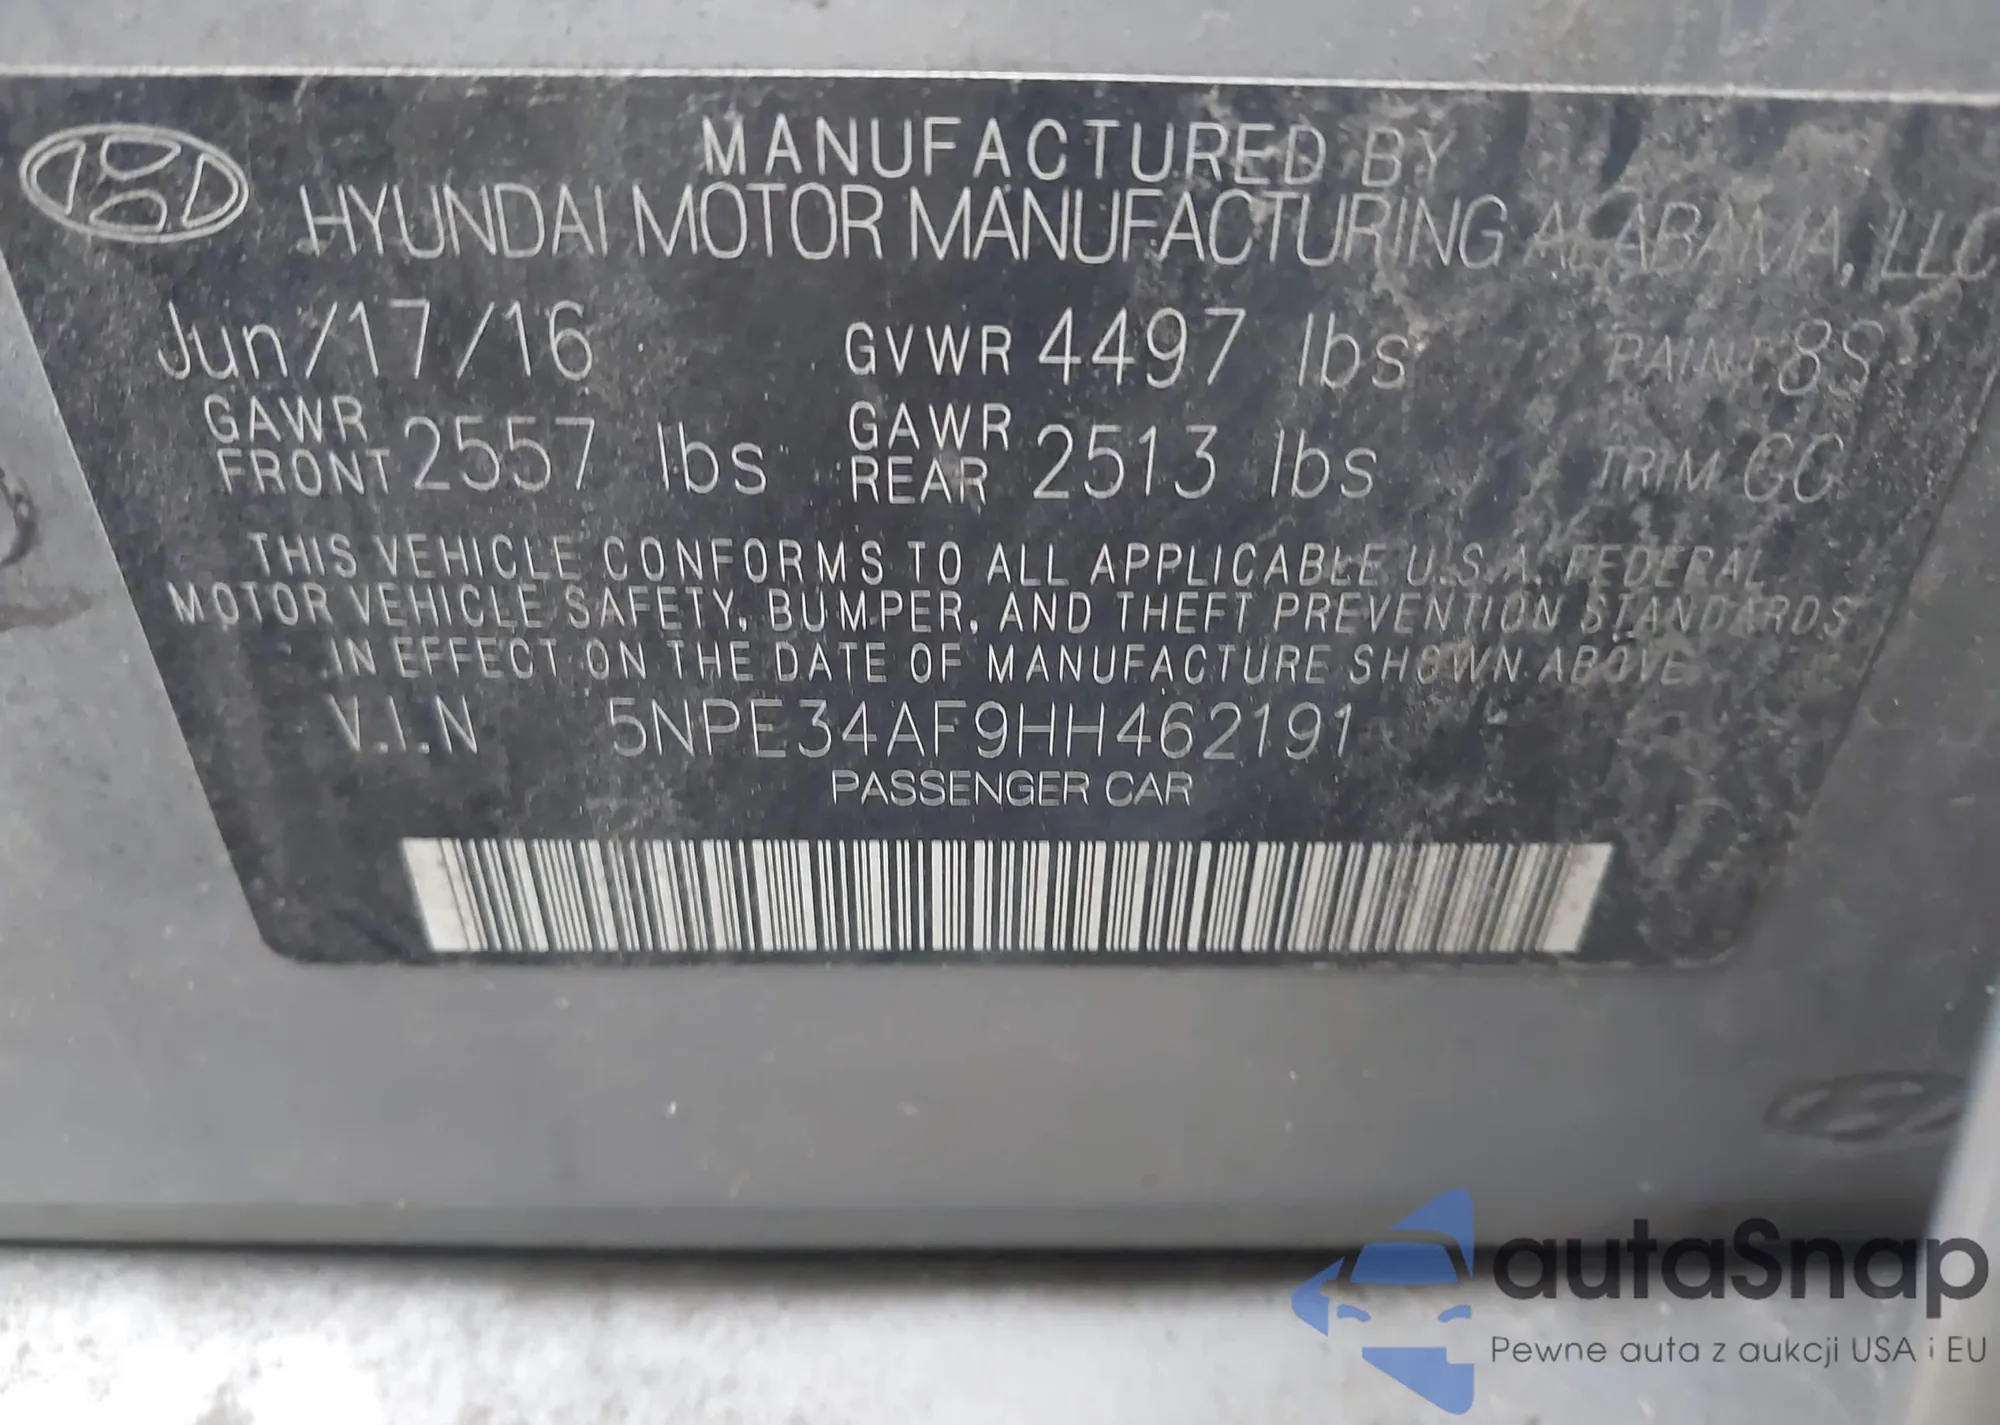 MANUFACTURED BY
HYUNDAI MOTOR MANUFACTURING ALABAMA, LLC
Jun/17/16 GVWR 4497 lbs PAINT 8S
GAWR FRONT 2557 lbs GAWR REAR 2513 lbs TRIM GG
THIS VEHICLE CONFORMS TO ALL APPLICABLE U.S.A. FEDERAL
MOTOR VEHICLE SAFETY, BUMPER, AND THEFT PREVENTION STANDARDS
IN EFFECT ON THE DATE OF MANUFACTURE SHOWN ABOVE
V.I.N 5NPE34AF9HH462191
PASSENGER CAR
autaSnap
Pewne auta z aukcji USA i EU